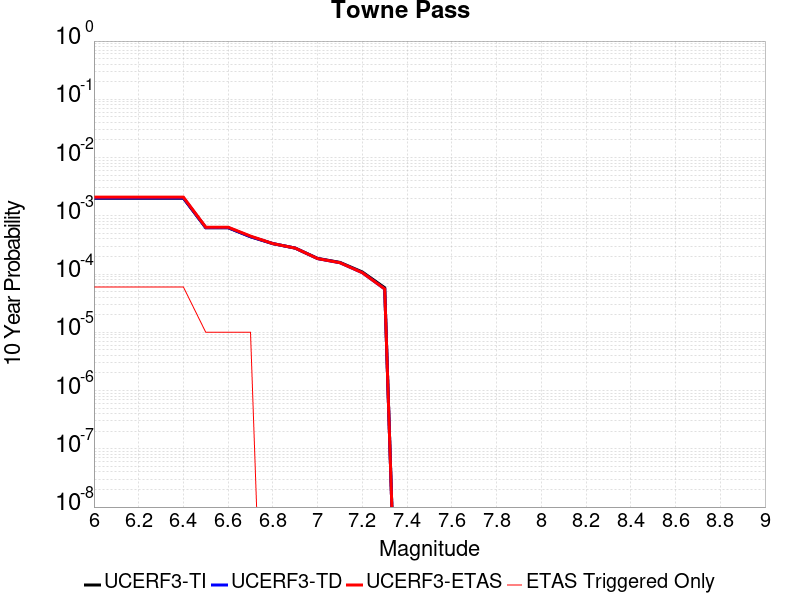 Towne Pass
10 Year Probability
10^0
10^-1
10^-2
10^-3
10^-4
10^-5
10^-6
10^-7
10^-8
6 6.2 6.4 6.6 6.8 7 7.2 7.4 7.6 7.8 8 8.2 8.4 8.6 8.8 9
Magnitude
UCERF3-TI UCERF3-TD UCERF3-ETAS ETAS Triggered Only